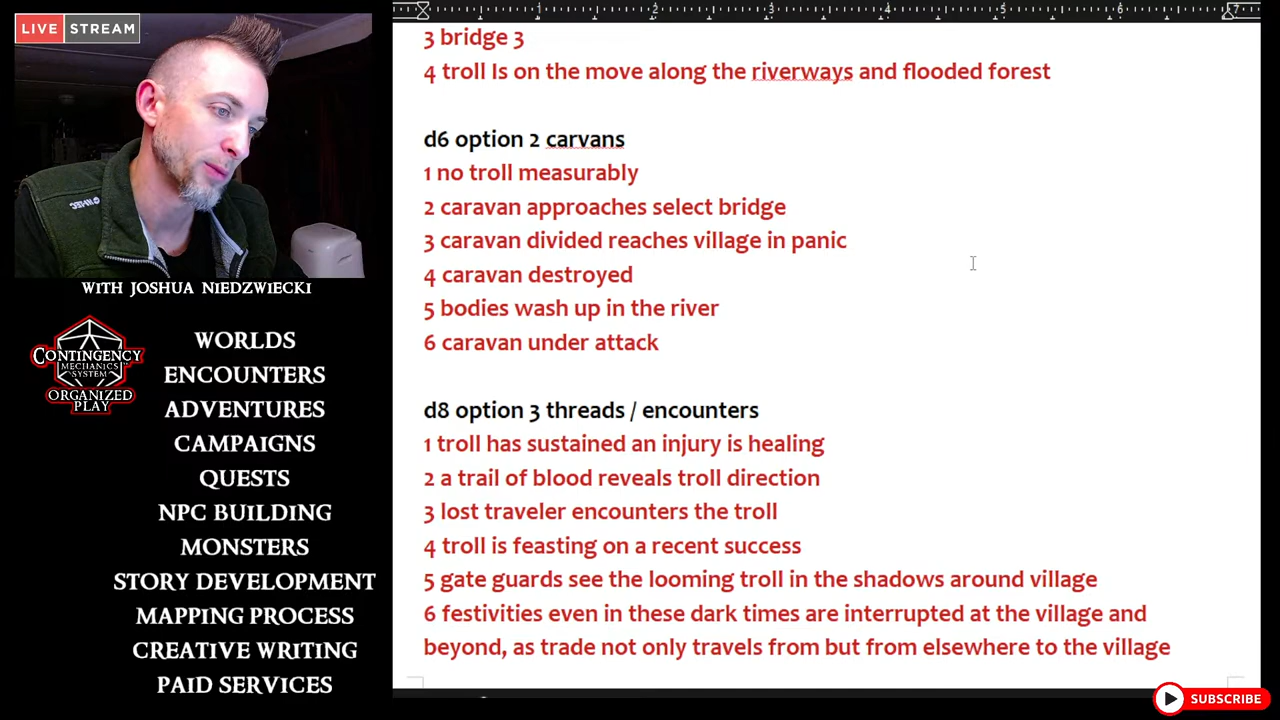 LIVE STREAM
WITH JOSHUA NIEDZWIECKI
CONTINGENCY
MECHANICS
SYSTEM
ORGANIZED
PLAY
WORLDS
ENCOUNTERS
ADVENTURES
CAMPAIGNS
QUESTS
NPC BUILDING
MONSTERS
STORY DEVELOPMENT
MAPPING PROCESS
CREATIVE WRITING
PAID SERVICES
1 2 3 4 5 6 7
3 bridge 3
4 troll Is on the move along the riverways and flooded forest
d6 option 2 carvans
1 no troll measurably
2 caravan approaches select bridge
3 caravan divided reaches village in panic
4 caravan destroyed
5 bodies wash up in the river
6 caravan under attack
d8 option 3 threads / encounters
1 troll has sustained an injury is healing
2 a trail of blood reveals troll direction
3 lost traveler encounters the troll
4 troll is feasting on a recent success
5 gate guards see the looming troll in the shadows around village
6 festivities even in these dark times are interrupted at the village and
beyond, as trade not only travels from but from elsewhere to the village
SUBSCRIBE